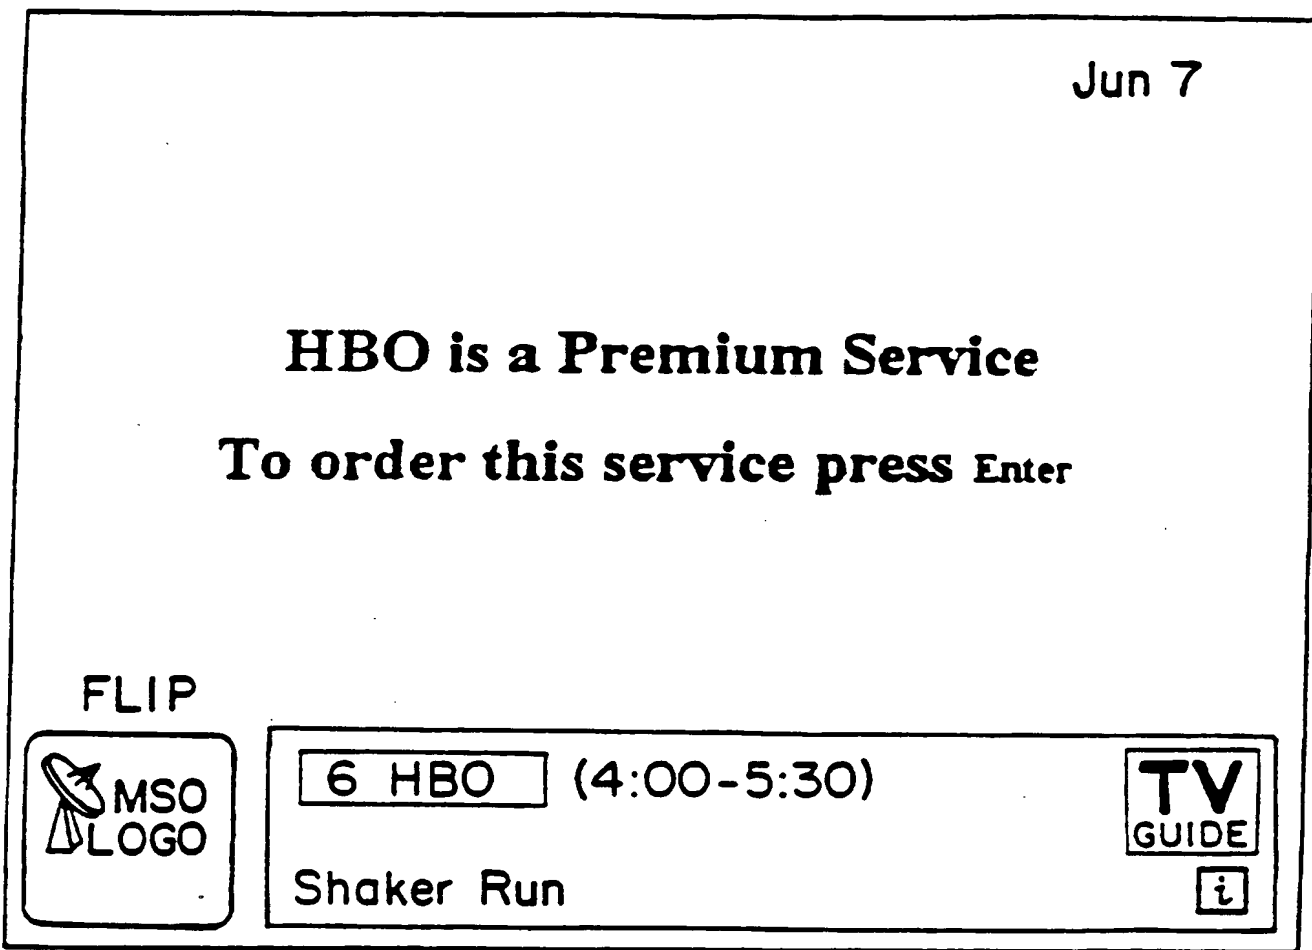 Jun 7
HBO is a Premium Service
To order this service press Enter
FLIP
MSO
LOGO
6 HBO (4:00-5:30)
Shaker Run
TV
GUIDE
i